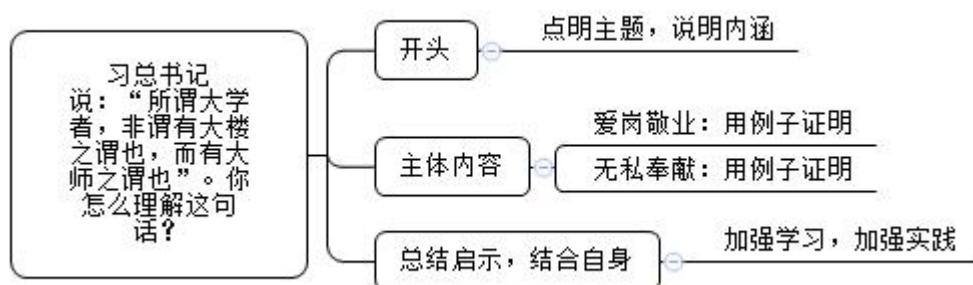 习总书记
说：“所谓大学
者，非谓有大楼
之谓也，而有大
师之谓也”。你
怎么理解这句
话？
开头
点明主题，说明内涵
主体内容
爱岗敬业：用例子证明
无私奉献：用例子证明
总结启示，结合自身
加强学习，加强实践